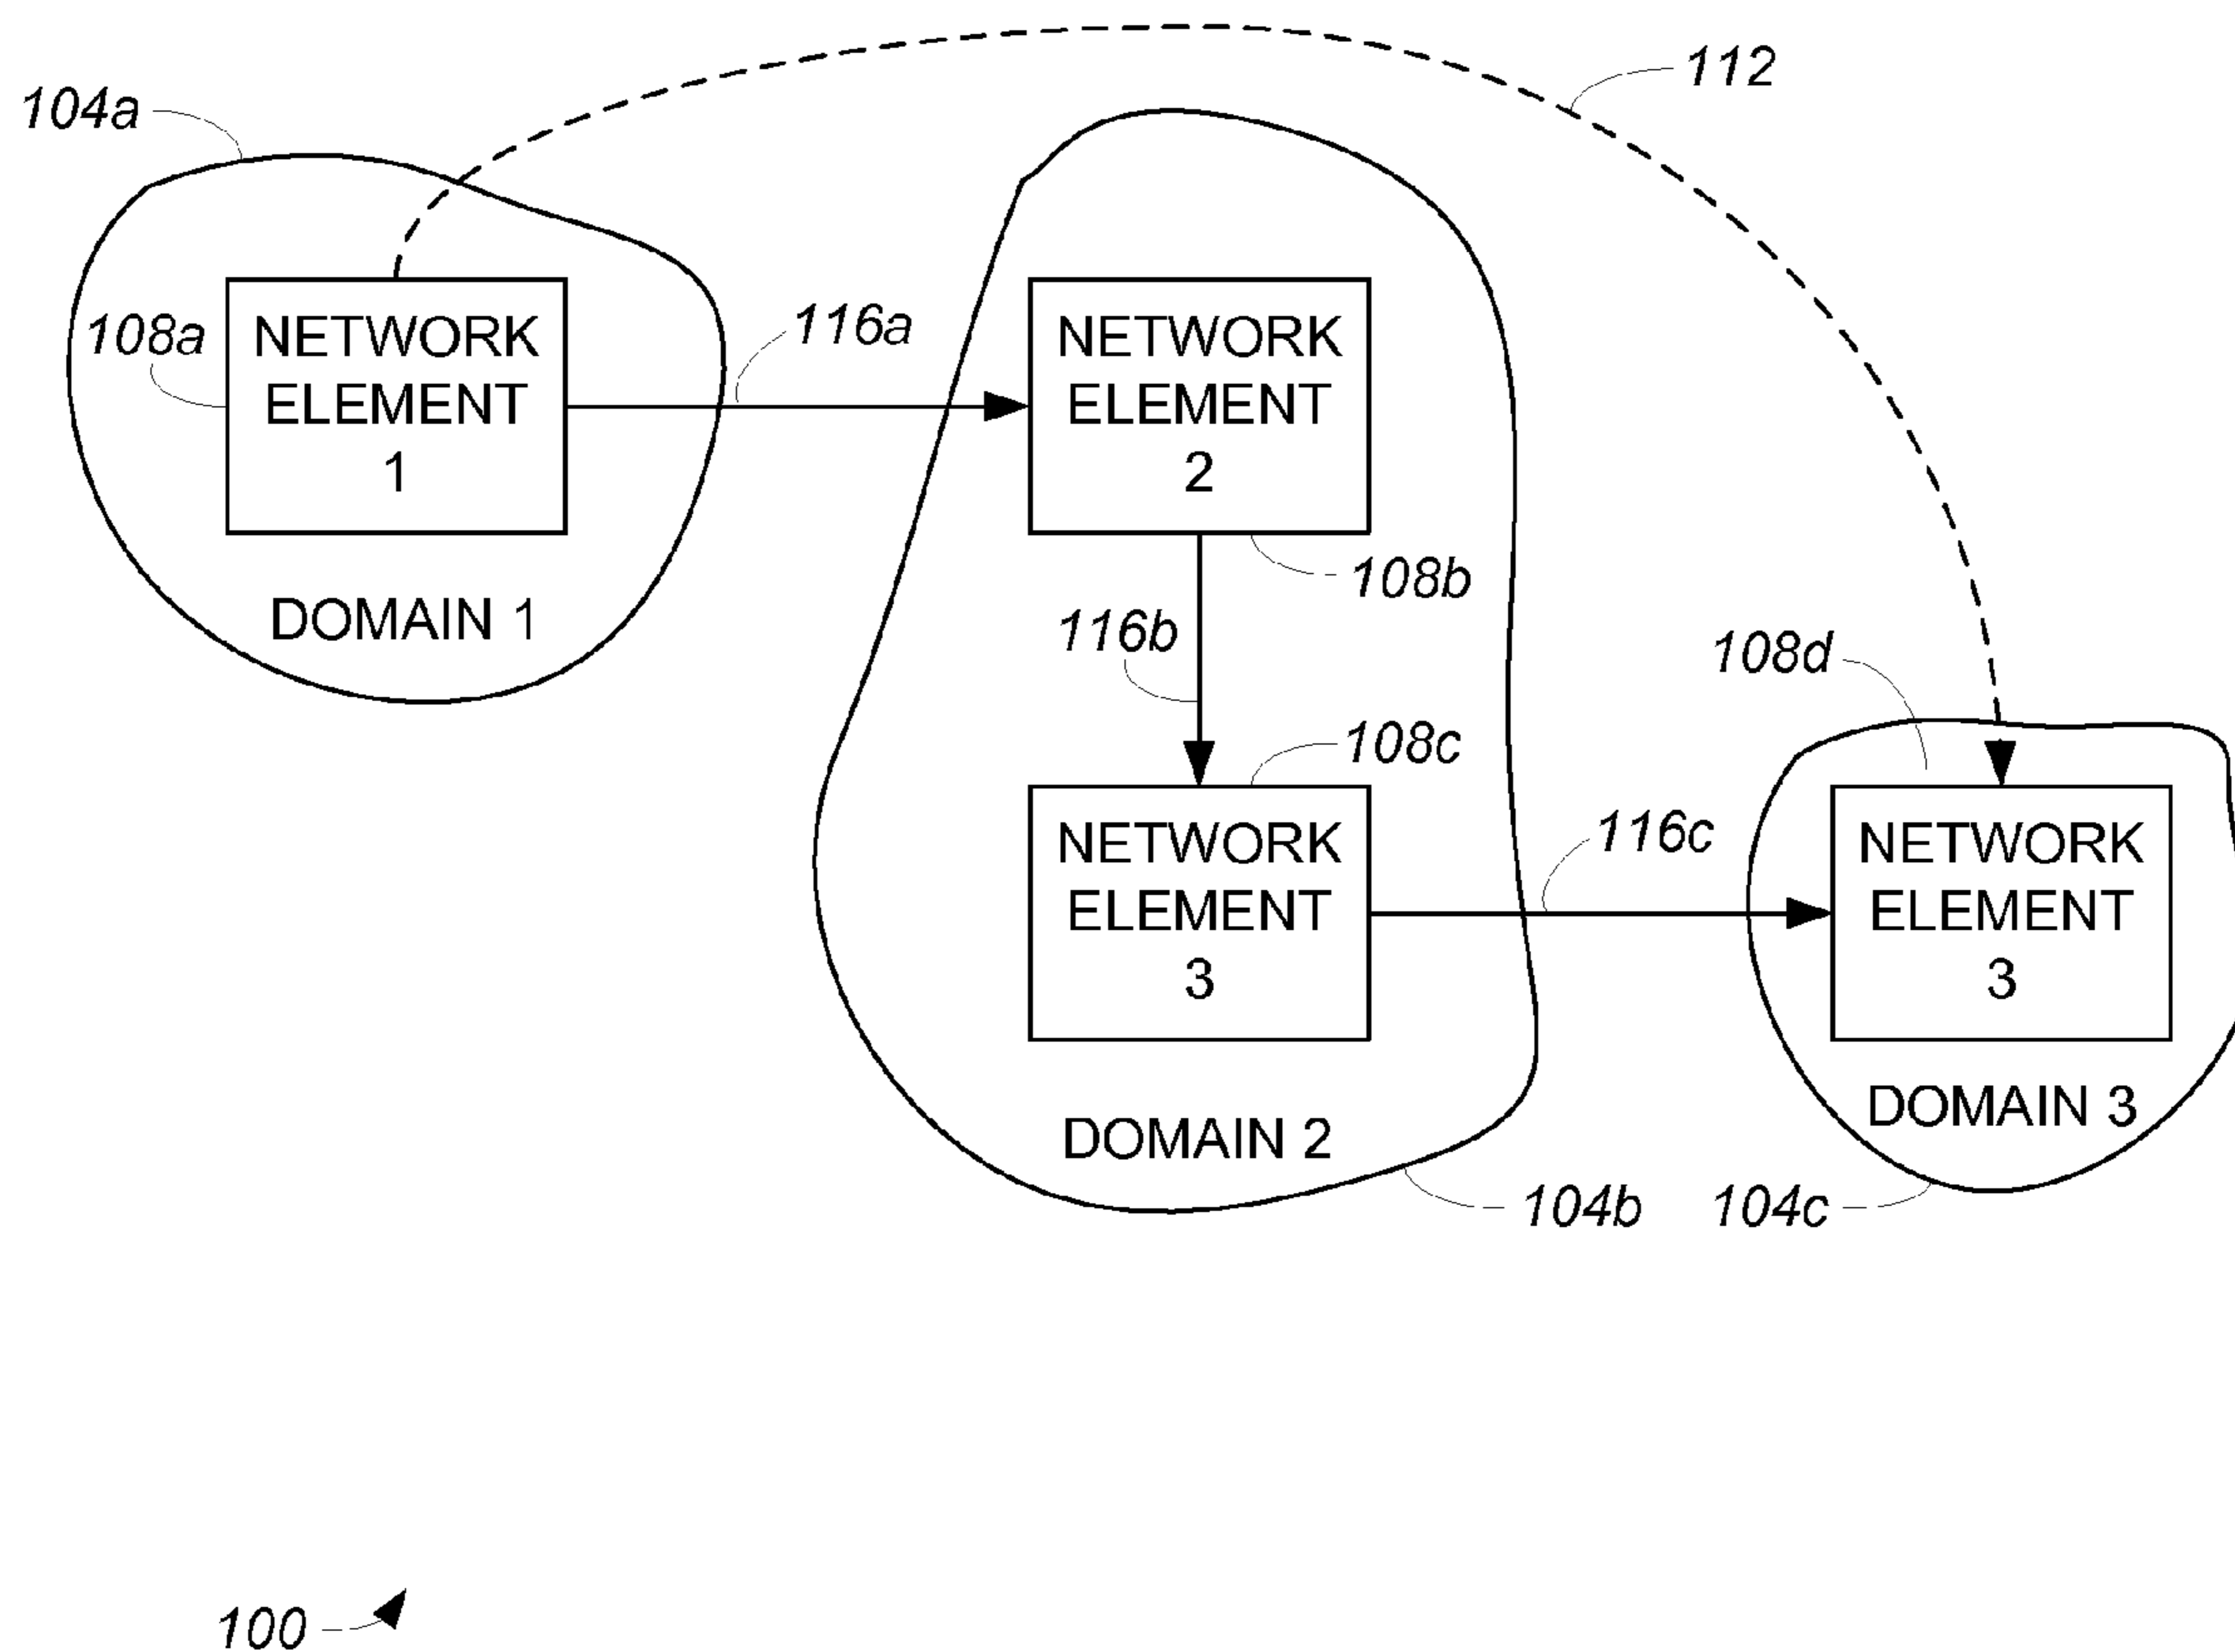 112
104a
108a
NETWORK
ELEMENT
1
116a
NETWORK
ELEMENT
2
108b
DOMAIN 1
116b
108d
108c
NETWORK
ELEMENT
3
116c
NETWORK
ELEMENT
3
DOMAIN 3
DOMAIN 2
104b
104c
100